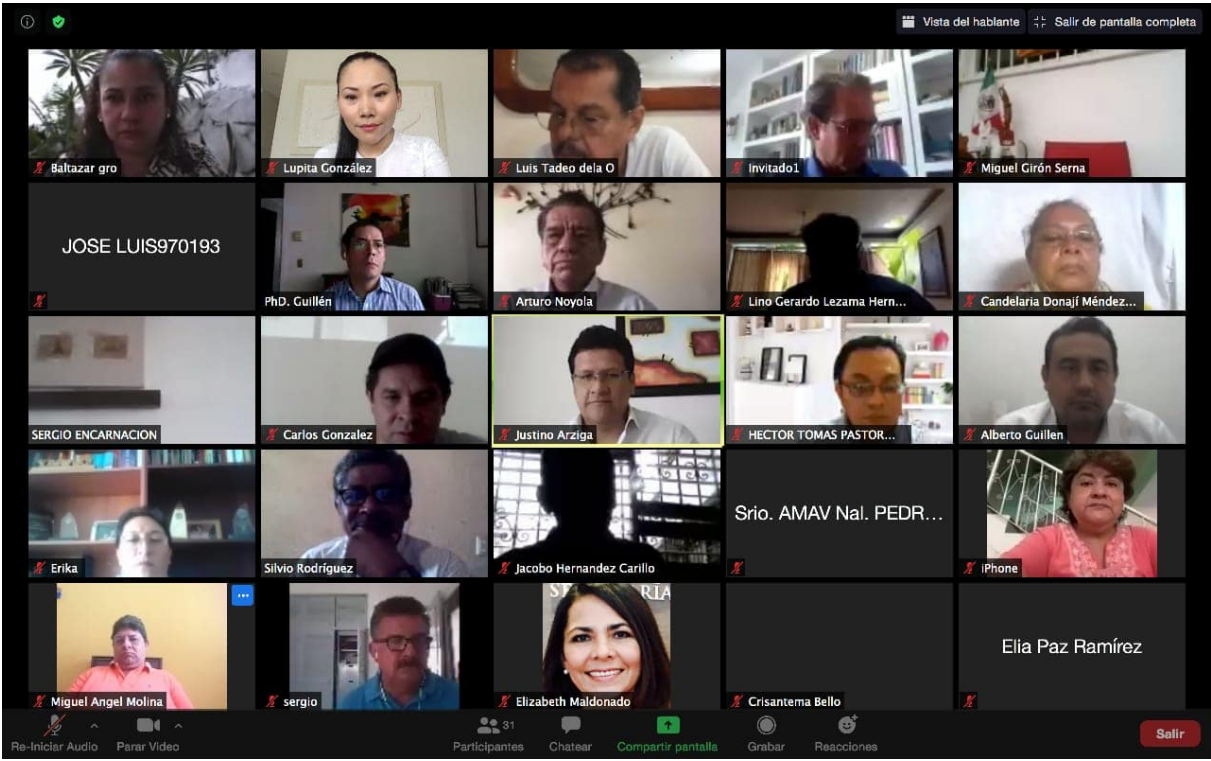 Vista del hablante
Salir de pantalla completa
Baltazar gro
Lupita González
Luis Tadeo dela O
Invitado1
Miguel Girón Serna
JOSE LUIS970193
PhD. Guillén
Arturo Noyola
Lino Gerardo Lezama Hern...
Candelaria Donají Méndez...
SERGIO ENCARNACION
Carlos Gonzalez
Justino Arziga
HECTOR TOMAS PASTOR...
Alberto Guillen
Erika
Silvio Rodríguez
Jacobo Hernandez Carillo
Srio. AMAV Nal. PEDR...
iPhone
Miguel Angel Molina
sergio
Elizabeth Maldonado
Crisantema Bello
Elia Paz Ramírez
Re-Iniciar Audio
Parar Video
31
Participantes
Chatear
Compartir pantalla
Grabar
Reacciones
Salir